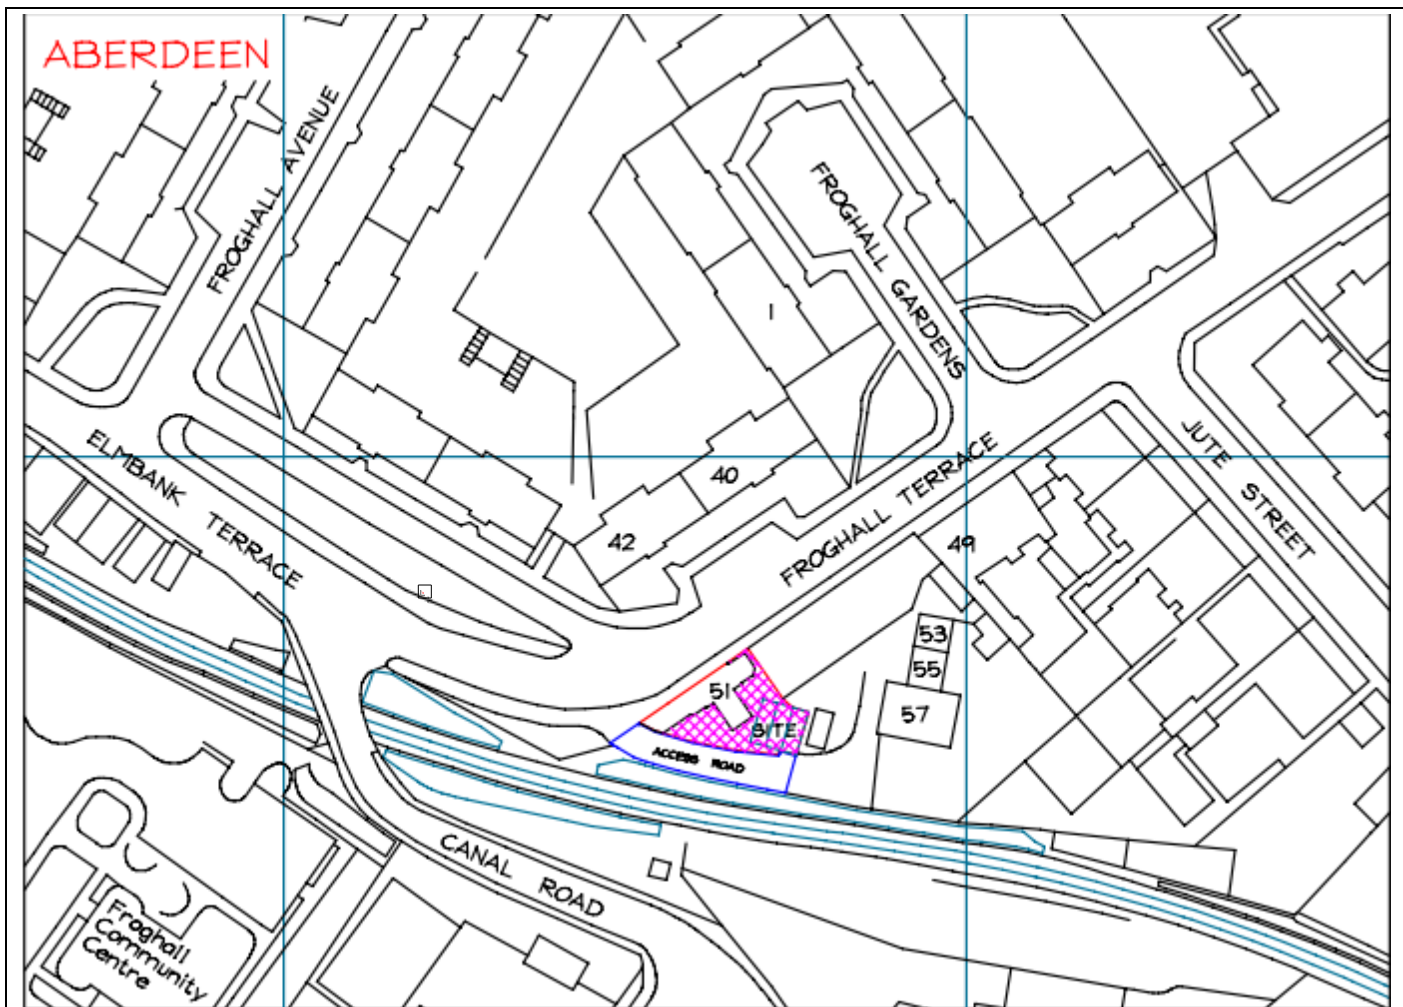 ABERDEEN
FROGHALL AVENUE
FROGHALL GARDENS
1
ELMBANK TERRACE
40
42
FROGHALL TERRACE
JUTE STREET
49
53
55
57
51
SITE
ACCESS ROAD
CANAL ROAD
Froghall
Community
Centre